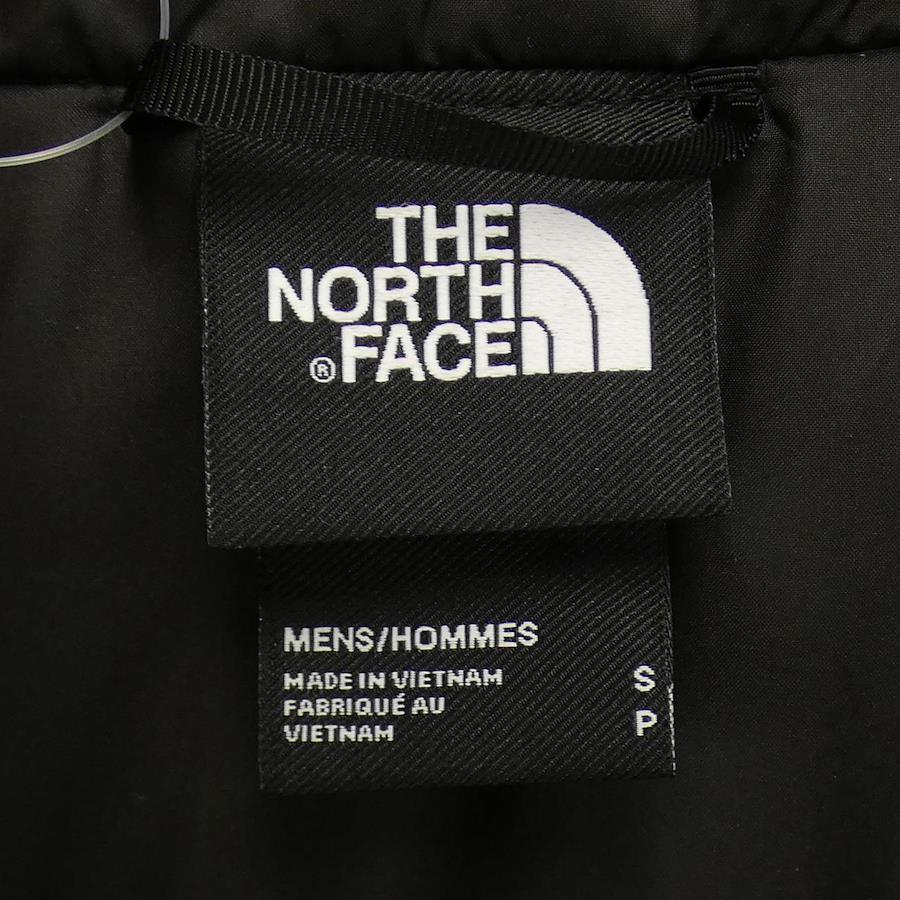 THE
NORTH
® FACE
MENS/HOMMES
MADE IN VIETNAM
FABRIQUÉ AU
VIETNAM
S
P